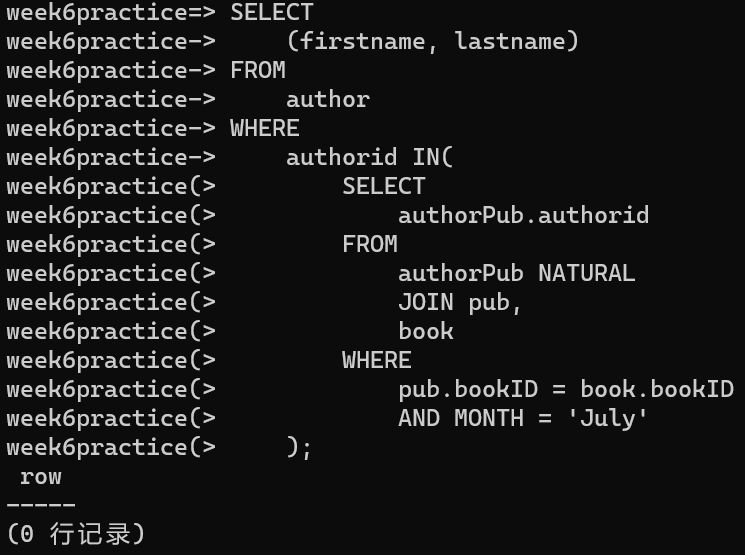 week6practice=> SELECT
week6practice->     (firstname, lastname)
week6practice-> FROM
week6practice->     author
week6practice-> WHERE
week6practice->     authorid IN(
week6practice(>         SELECT
week6practice(>             authorPub.authorid
week6practice(>         FROM
week6practice(>             authorPub NATURAL
week6practice(>             JOIN pub,
week6practice(>             book
week6practice(>         WHERE
week6practice(>             pub.bookID = book.bookID
week6practice(>             AND MONTH = 'July'
week6practice(>     );
 row
-----
(0 行记录)